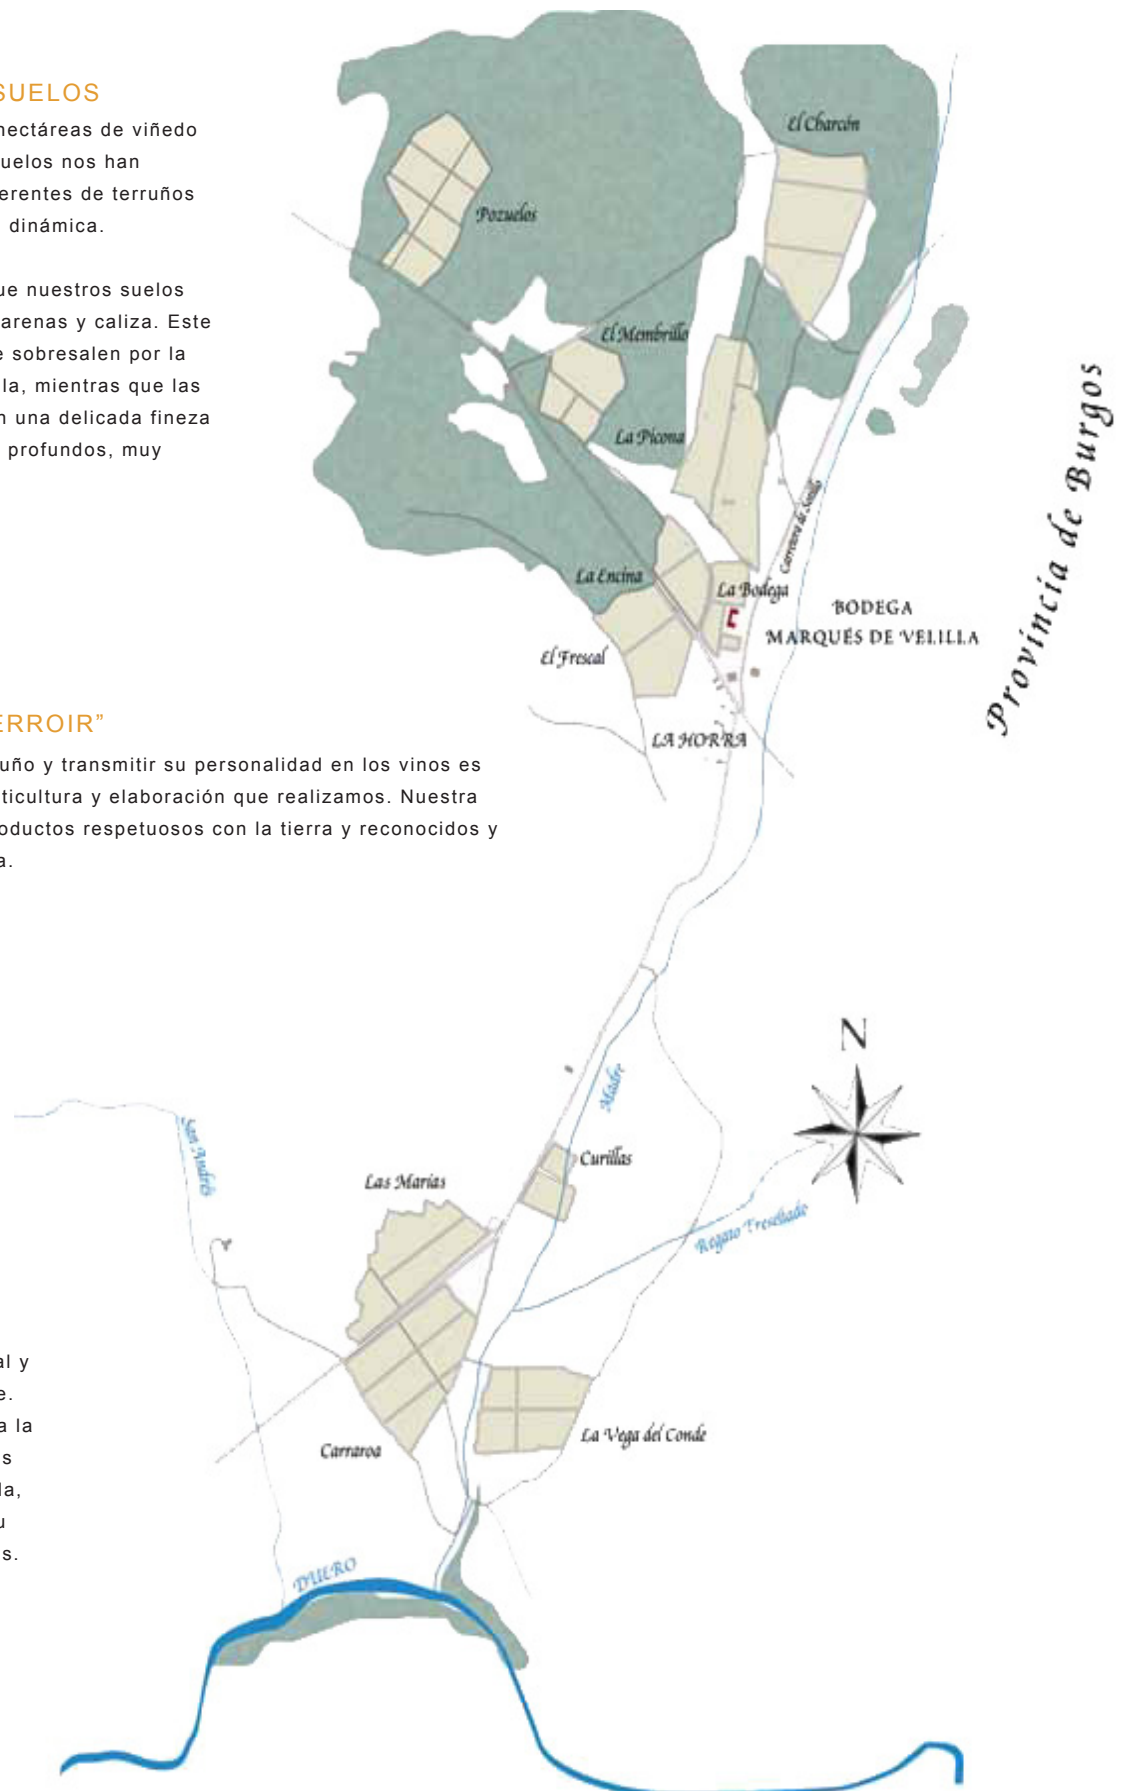 SUELOS
hectáreas de viñedo
uelos nos han
erentes de terruños
dinámica.
ue nuestros suelos
arenas y caliza. Este
e sobresalen por la
la, mientras que las
n una delicada fineza
profundos, muy
El Charcón
Pozuelos
El Membrillo
La Picona
Carretera de Sotillo
La Encina
La Bodega
BODEGA
MARQUÉS DE VELILLA
El Frescal
LA HORRA
Provincia de Burgos
ERROIR”
uño y transmitir su personalidad en los vinos es
ticultura y elaboración que realizamos. Nuestra
oductos respetuosos con la tierra y reconocidos y
a.
N
Madre
San Andrés
Curillas
Las Marías
Regato
Carraroa
La Vega del Conde
al y
e.
a la
s
la,
u
s.
DUERO